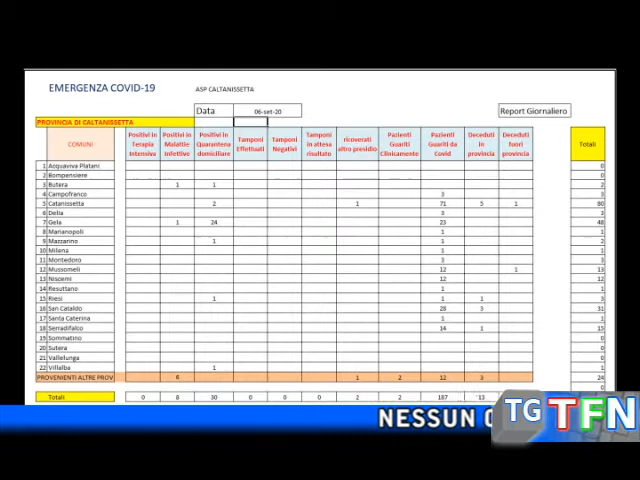 EMERGENZA COVID-19 ASP CALTANISSETTA
Data 06-set-20 Report Giornaliero
PROVINCIA DI CALTANISSETTA
COMUNI Positivi in Terapia Intensiva Positivi in Malattie Infettive Positivi in Quarantena domiciliare Tamponi Effettuati Tamponi Negativi Tamponi in attesa risultato ricoverati altro presidio Pazienti Guariti Clinicamente Pazienti Guariti da Covid Deceduti in provincia Deceduti fuori provincia Totali
1 Acquaviva Platani 0
2 Bompensiere 0
3 Butera 1 1 2
4 Campofranco 3 3
5 Caltanissetta 2 1 71 5 1 80
6 Delia 3 3
7 Gela 1 24 23 48
8 Marianopoli 1 1
9 Mazzarino 1 1 2
10 Milena 1 1
11 Montedoro 3 3
12 Mussomeli 12 1 13
13 Niscemi 12 12
14 Resuttano 1 1
15 Riesi 1 1 1 3
16 San Cataldo 28 3 31
17 Santa Caterina 1 1
18 Serradifalco 14 1 15
19 Sommatino 0
20 Sutera 0
21 Vallelunga 0
22 Villalba 1 1
PROVENIENTI ALTRE PROV 6 1 2 12 3 24
Totali 0 8 30 0 0 0 2 2 187 13
NESSUN
TG TFN